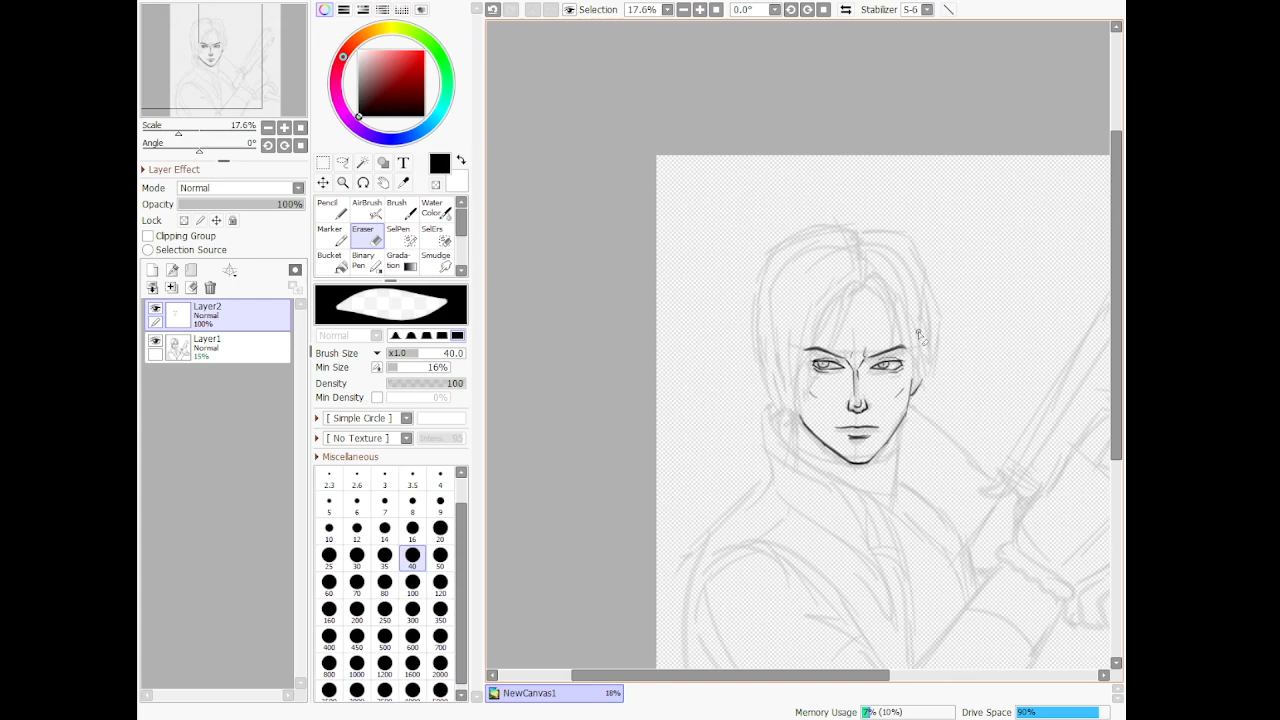 Selection 17.6% 0.0° Stabilizer S-6
Scale 17.6%
Angle 0°
Layer Effect
Mode Normal
Opacity 100%
Lock
Clipping Group
Selection Source
Layer2
Normal
100%
Layer1
Normal
15%
T
Pencil AirBrush Brush Water Color
Marker Eraser SelPen SelErs
Bucket Binary Pen Grada-tion Smudge
Normal
Brush Size x1.0 40.0
Min Size 16%
Density 100
Min Density 0%
[ Simple Circle ]
[ No Texture ] Intens. 95
Miscellaneous
2.3 2.6 3 3.5 4
5 6 7 8 9
10 12 14 16 20
25 30 35 40 50
60 70 80 100 120
160 200 250 300 350
400 450 500 600 700
800 1000 1200 1600 2000
NewCanvas1 18%
Memory Usage 7% (10%) Drive Space 90%